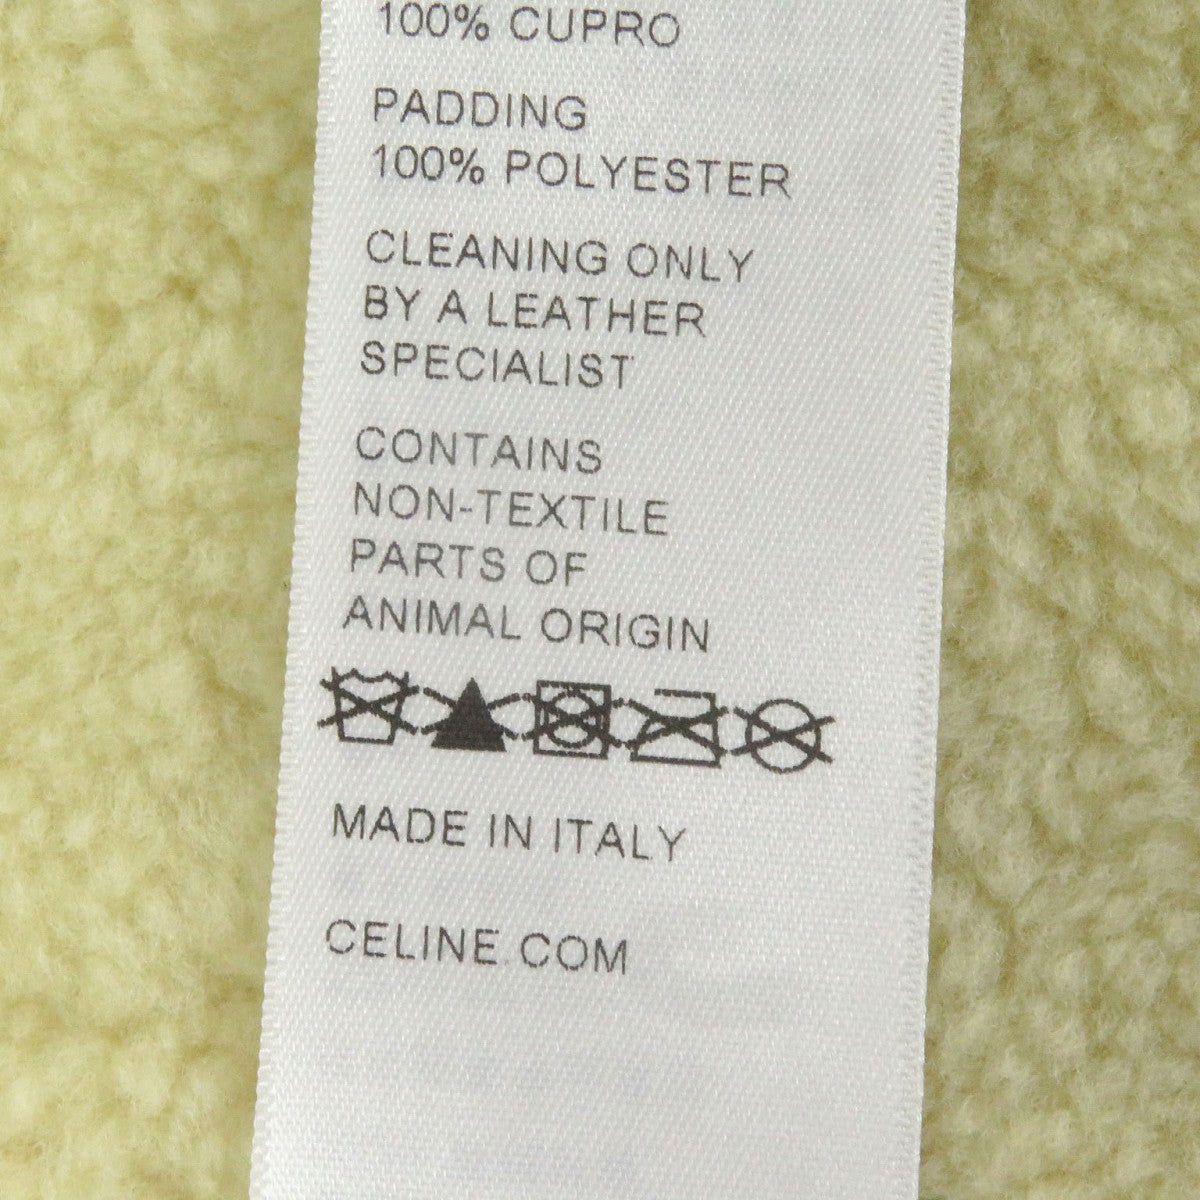 100% CUPRO
PADDING
100% POLYESTER
CLEANING ONLY
BY A LEATHER
SPECIALIST
CONTAINS
NON-TEXTILE
PARTS OF
ANIMAL ORIGIN
MADE IN ITALY
CELINE.COM